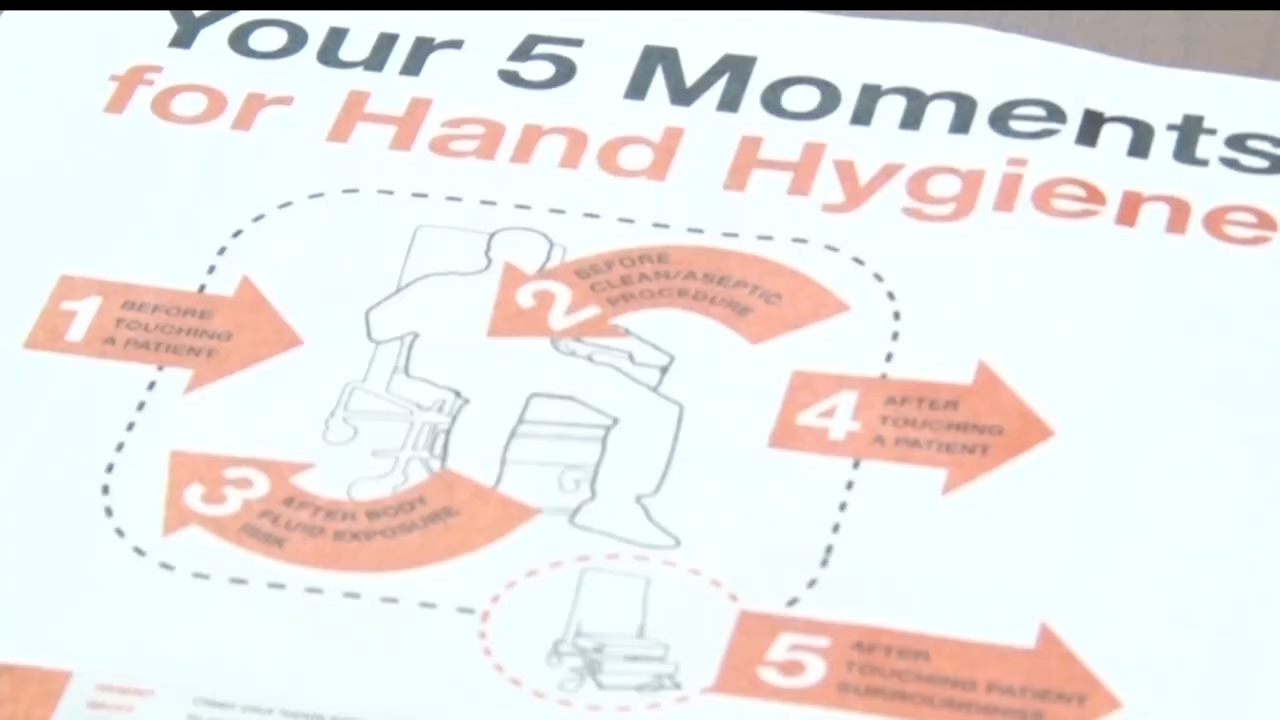 Your 5 Moments
for Hand Hygiene
1
BEFORE
TOUCHING
A PATIENT
2
BEFORE
CLEAN/ASEPTIC
PROCEDURE
3
AFTER BODY
FLUID EXPOSURE
RISK
4
AFTER
TOUCHING
A PATIENT
5
AFTER
TOUCHING PATIENT
SURROUNDINGS